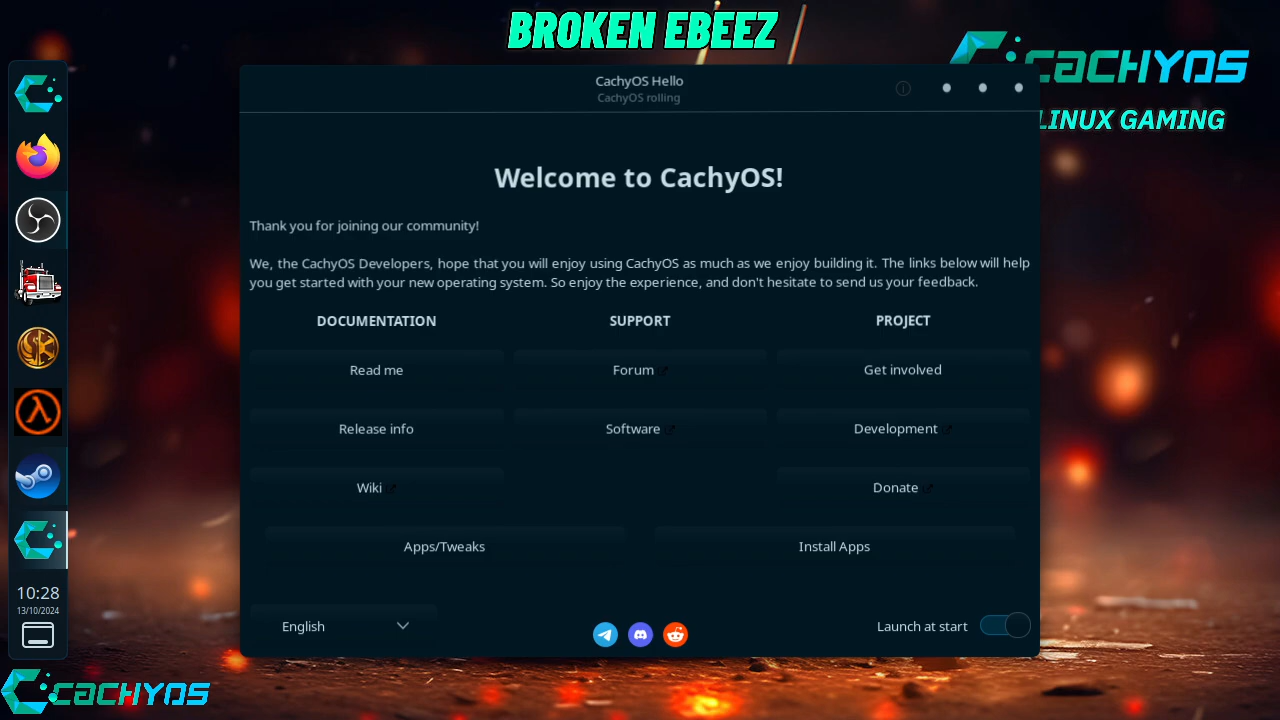 BROKEN EBEEZ
CACHYOS
LINUX GAMING
CachyOS Hello
CachyOS rolling
Welcome to CachyOS!
Thank you for joining our community!
We, the CachyOS Developers, hope that you will enjoy using CachyOS as much as we enjoy building it. The links below will help
you get started with your new operating system. So enjoy the experience, and don't hesitate to send us your feedback.
DOCUMENTATION
SUPPORT
PROJECT
Read me
Forum
Get involved
Release info
Software
Development
Wiki
Donate
Apps/Tweaks
Install Apps
English
Launch at start
10:28
13/10/2024
CACHYOS